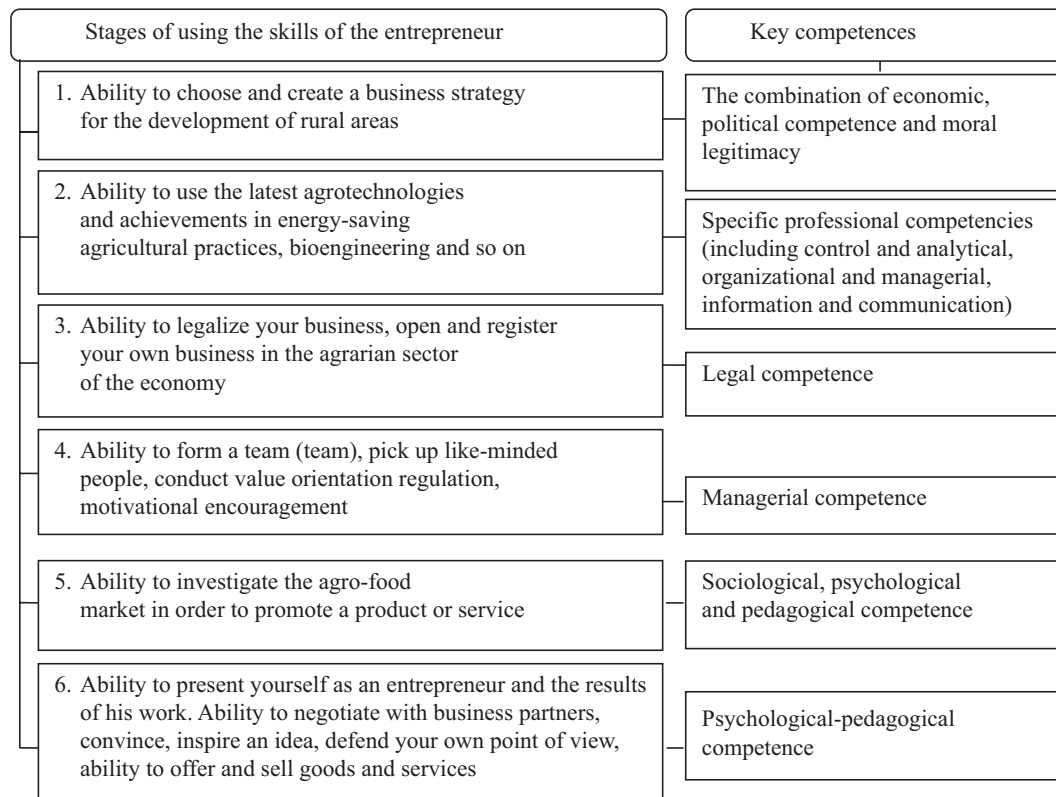 Stages of using the skills of the entrepreneur
Key competences
1. Ability to choose and create a business strategy
for the development of rural areas
The combination of economic,
political competence and moral
legitimacy
2. Ability to use the latest agrotechnologies
and achievements in energy-saving
agricultural practices, bioengineering and so on
Specific professional competencies
(including control and analytical,
organizational and managerial,
information and communication)
3. Ability to legalize your business, open and register
your own business in the agrarian sector
of the economy
Legal competence
4. Ability to form a team (team), pick up like-minded
people, conduct value orientation regulation,
motivational encouragement
Managerial competence
5. Ability to investigate the agro-food
market in order to promote a product or service
Sociological, psychological
and pedagogical competence
6. Ability to present yourself as an entrepreneur and the results
of his work. Ability to negotiate with business partners,
convince, inspire an idea, defend your own point of view,
ability to offer and sell goods and services
Psychological-pedagogical
competence